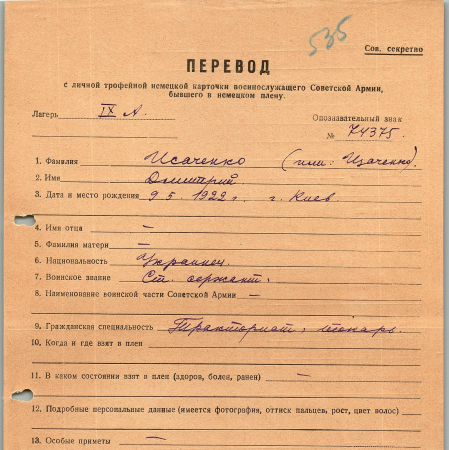 535
Сов. секретно
ПЕРЕВОД
с личной трофейной немецкой карточки военнослужащего Советской Армии,
бывшего в немецком плену.
Лагерь IX А.
Опознавательный знак
№ 74375.
1. Фамилия Исаченко (или: Ицаченко).
2. Имя Дмитрий
3. Дата и место рождения 9 5. 1922 г. г. Киев
4. Имя отца —
5. Фамилия матери —
6. Национальность Украинец.
7. Воинское звание Ст. сержант.
8. Наименование воинской части Советской Армии —
9. Гражданская специальность Тракторист; токарь
10. Когда и где взят в плен
11. В каком состоянии взят в плен (здоров, болен, ранен) —
12. Подробные персональные данные (имеется фотография, оттиск пальцев, рост, цвет волос)
13. Особые приметы —